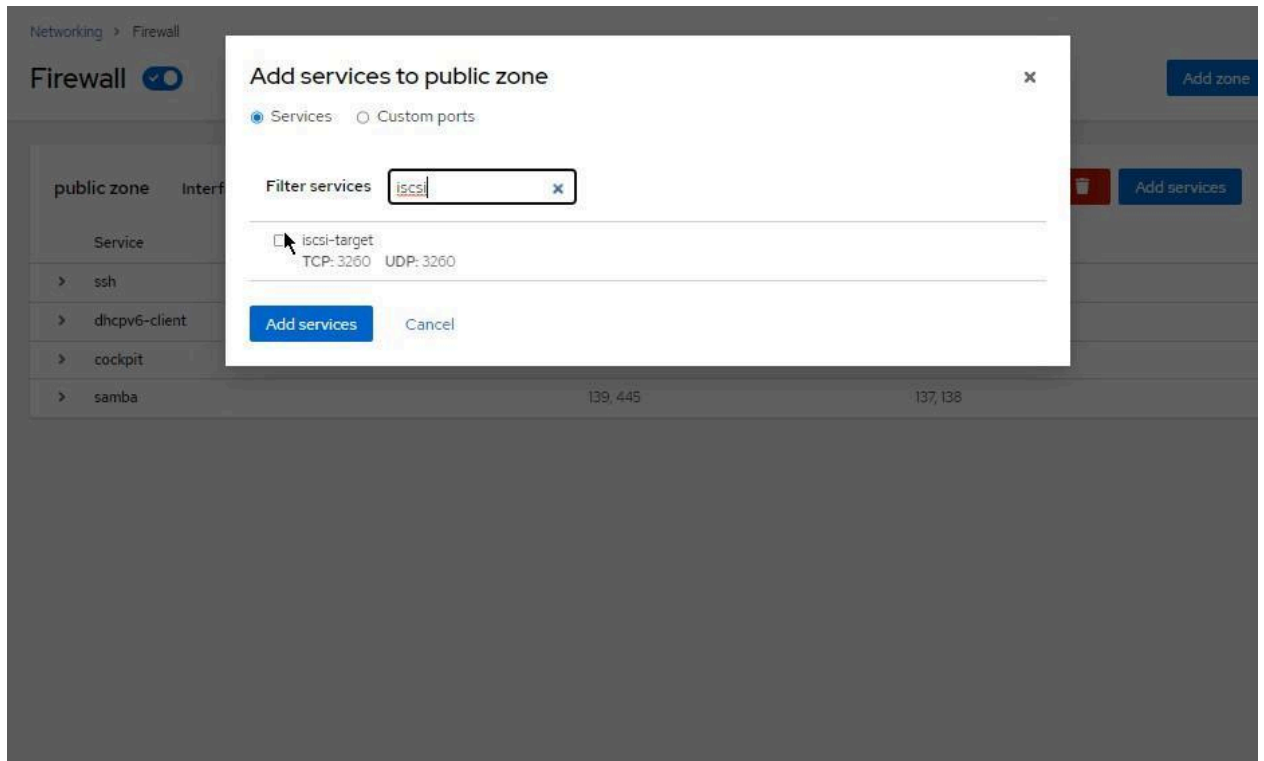 Networking > Firewall
Firewall
Add zone
public zone Interf
Add services
Service
> ssh
> dhcpv6-client
> cockpit
> samba 139, 445 137, 138
Add services to public zone ×
Services Custom ports
Filter services iscsi ×
iscsi-target
TCP: 3260 UDP: 3260
Add services Cancel